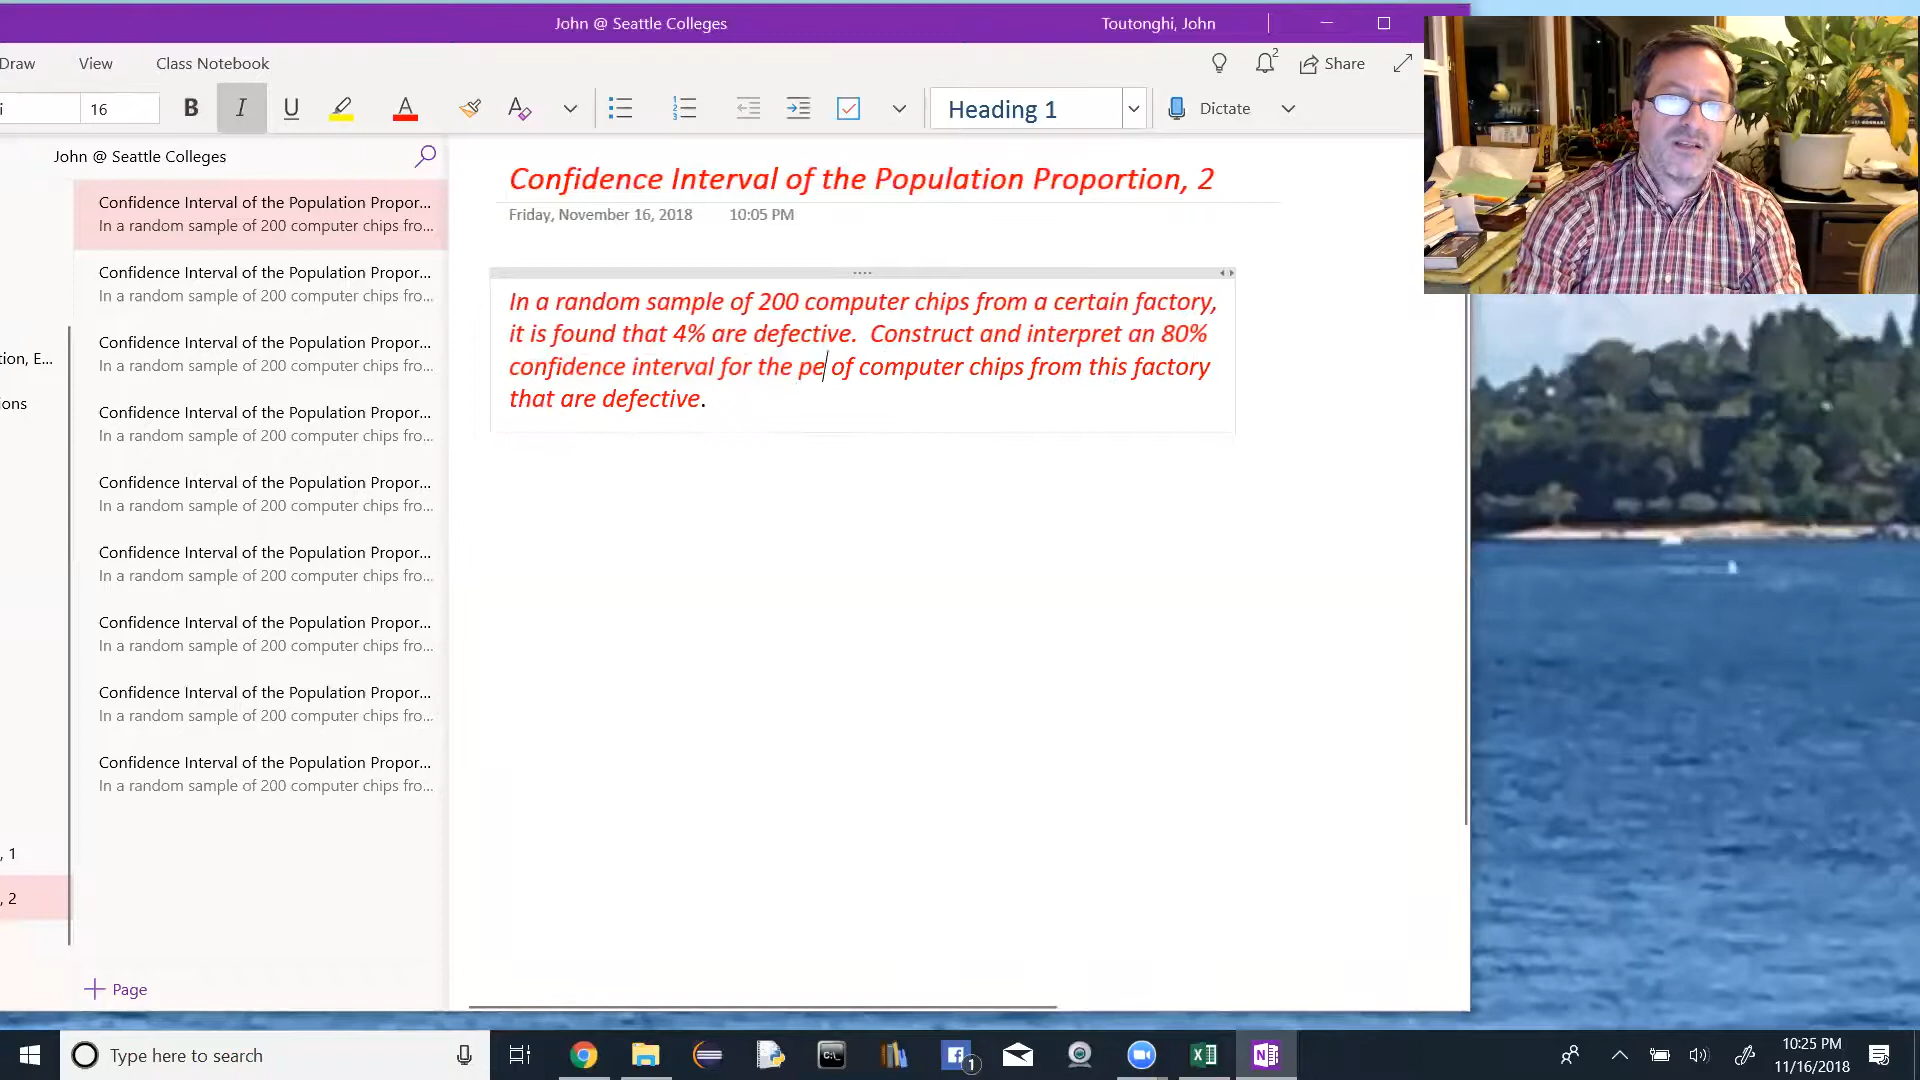 John @ Seattle Colleges
Toutonghi, John
Draw View Class Notebook
2
Share
16 B I U
Heading 1
Dictate
John @ Seattle Colleges
Confidence Interval of the Population Propor...
In a random sample of 200 computer chips fro...
Confidence Interval of the Population Propor...
In a random sample of 200 computer chips fro...
Confidence Interval of the Population Propor...
In a random sample of 200 computer chips fro...
Confidence Interval of the Population Propor...
In a random sample of 200 computer chips fro...
Confidence Interval of the Population Propor...
In a random sample of 200 computer chips fro...
Confidence Interval of the Population Propor...
In a random sample of 200 computer chips fro...
Confidence Interval of the Population Propor...
In a random sample of 200 computer chips fro...
Confidence Interval of the Population Propor...
In a random sample of 200 computer chips fro...
Confidence Interval of the Population Propor...
In a random sample of 200 computer chips fro...
tion, E...
ions
, 1
, 2
Page
Confidence Interval of the Population Proportion, 2
Friday, November 16, 2018 10:05 PM
In a random sample of 200 computer chips from a certain factory,
it is found that 4% are defective. Construct and interpret an 80%
confidence interval for the pe of computer chips from this factory
that are defective.
Type here to search
1
10:25 PM
11/16/2018